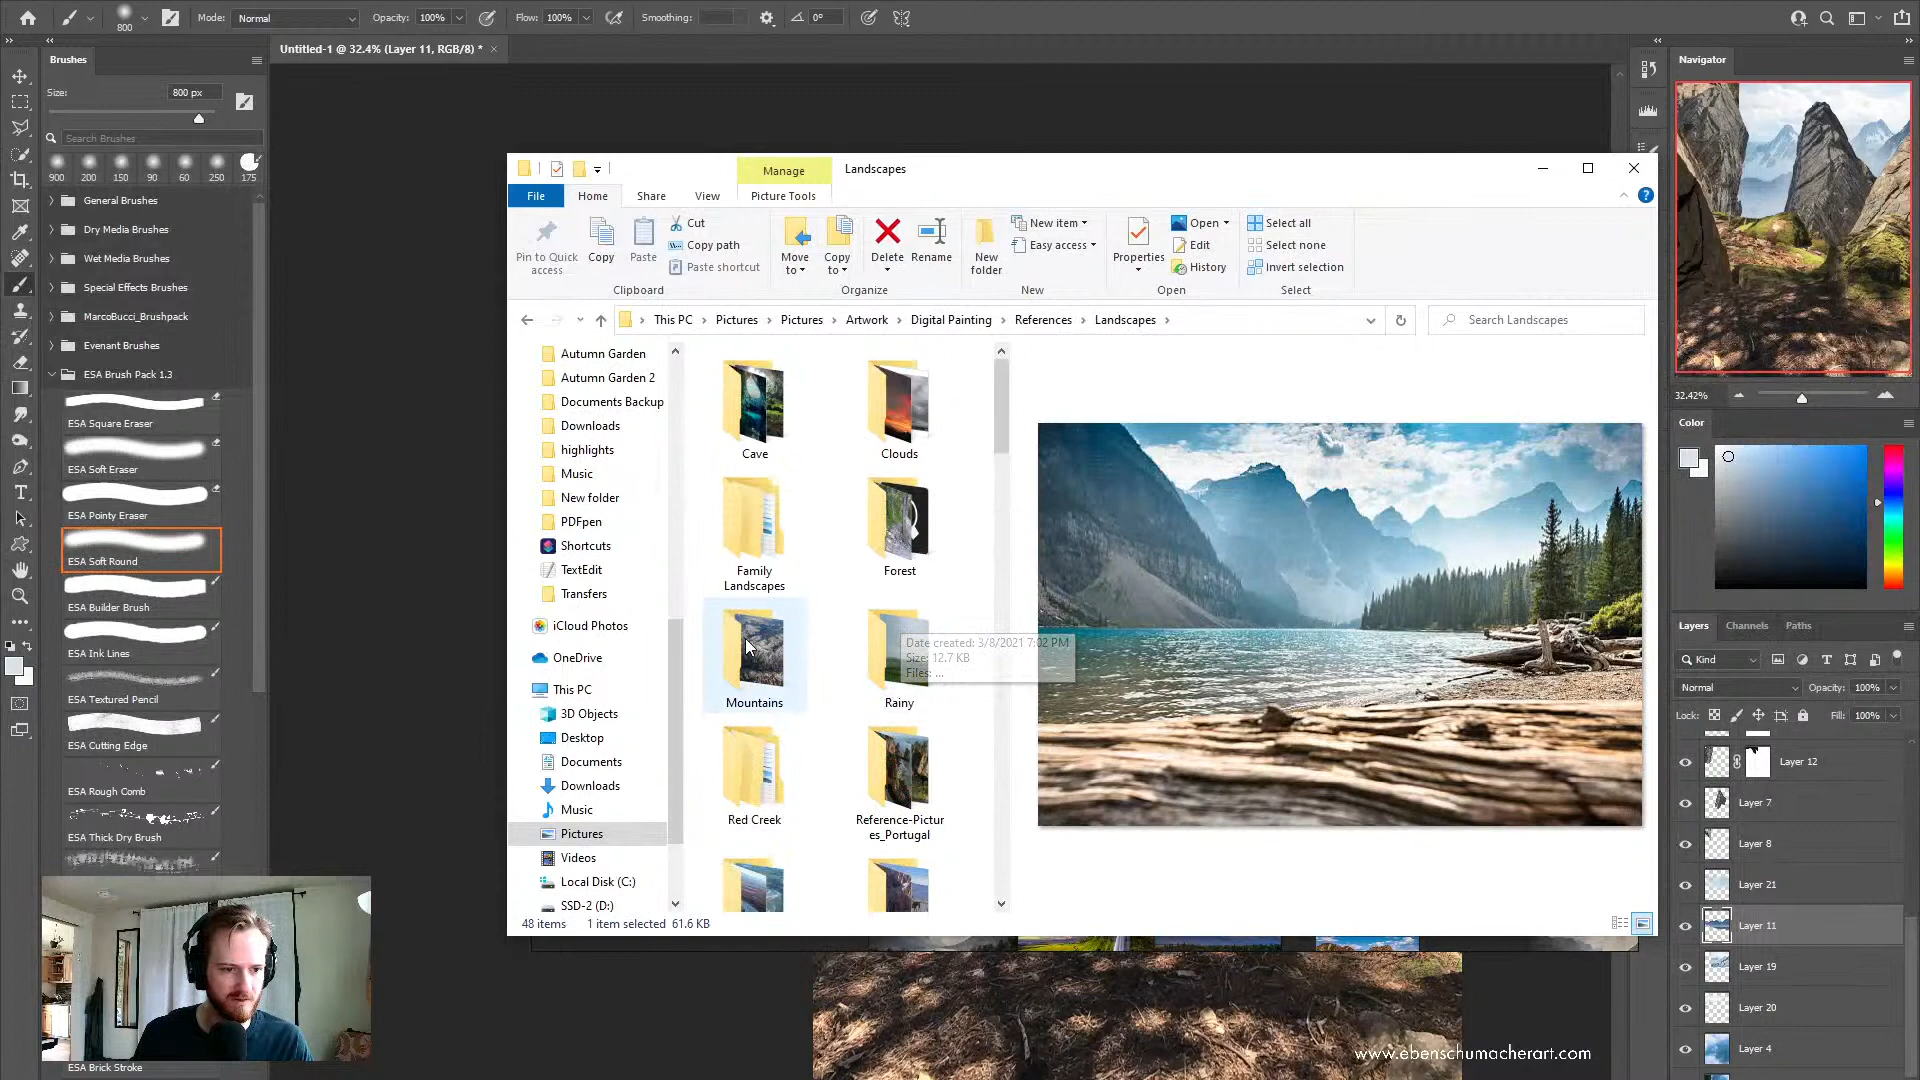 800
Mode: Normal
Opacity: 100%
Flow: 100%
Smoothing:
0°
Untitled-1 @ 32.4% (Layer 11, RGB/8) *
Brushes
Size: 800 px
Search Brushes
900 200 150 90 60 250 175
General Brushes
Dry Media Brushes
Wet Media Brushes
Special Effects Brushes
MarcoBucci_Brushpack
Evenant Brushes
ESA Brush Pack 1.3
ESA Square Eraser
ESA Soft Eraser
ESA Pointy Eraser
ESA Soft Round
ESA Builder Brush
ESA Ink Lines
ESA Textured Pencil
ESA Cutting Edge
ESA Rough Comb
ESA Thick Dry Brush
ESA Brick Stroke
Manage
Landscapes
File Home Share View Picture Tools
Pin to Quick access
Copy
Paste
Cut
Copy path
Paste shortcut
Clipboard
Move to
Copy to
Delete
Rename
Organize
New folder
New item
Easy access
New
Properties
Open
Edit
History
Open
Select all
Select none
Invert selection
Select
This PC Pictures Pictures Artwork Digital Painting References Landscapes
Search Landscapes
Autumn Garden
Autumn Garden 2
Documents Backup
Downloads
highlights
Music
New folder
PDFpen
Shortcuts
TextEdit
Transfers
iCloud Photos
OneDrive
This PC
3D Objects
Desktop
Documents
Downloads
Music
Pictures
Videos
Local Disk (C:)
SSD-2 (D:)
Cave
Clouds
Family Landscapes
Forest
Mountains
Rainy
Red Creek
Reference-Pictur
es_Portugal
Date created: 3/8/2021 7:02 PM
Size: 12.7 KB
Files: ...
48 items 1 item selected 61.6 KB
Navigator
32.42%
Color
Layers Channels Paths
Kind
Normal
Opacity: 100%
Lock:
Fill: 100%
Layer 12
Layer 7
Layer 8
Layer 21
Layer 11
Layer 19
Layer 20
Layer 4
www.ebenschumacherart.com